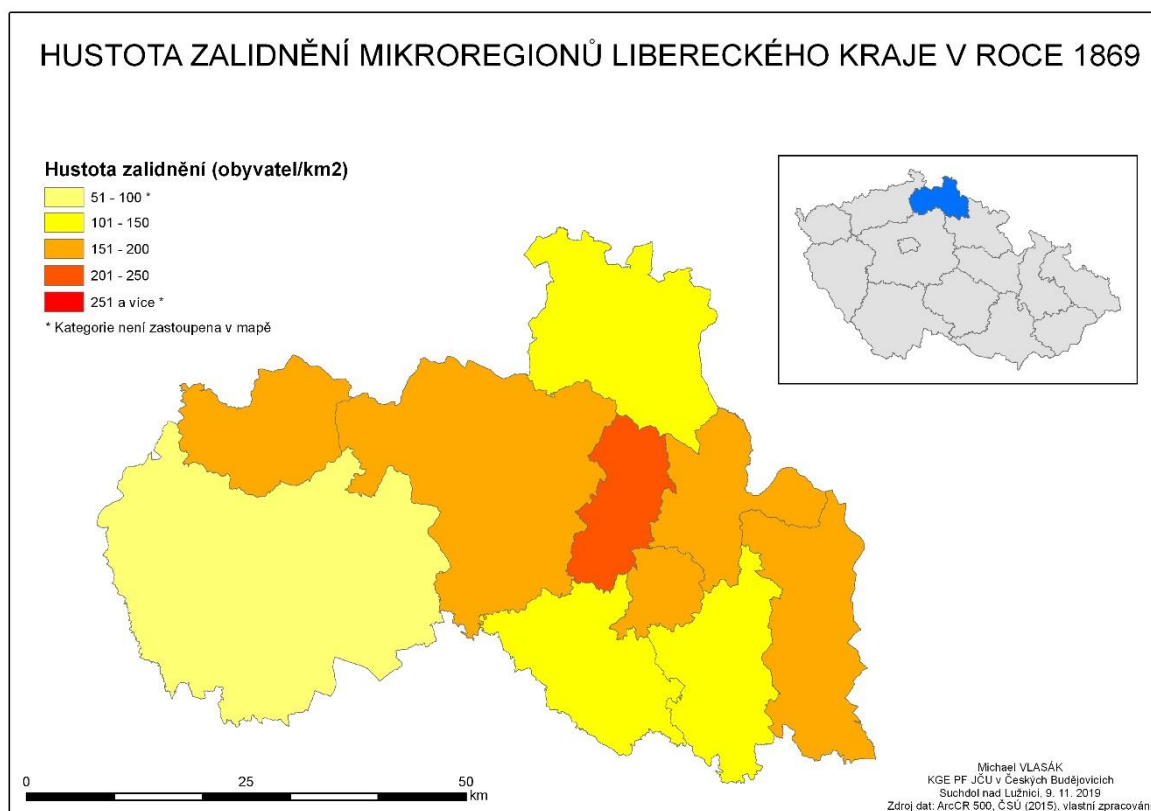 HUSTOTA ZALIDNĚNÍ MIKROREGIONŮ LIBERECKÉHO KRAJE V ROCE 1869
Hustota zalidnění (obyvatel/km2)
51 - 100 *
101 - 150
151 - 200
201 - 250
251 a více *
* Kategorie není zastoupena v mapě
0 25 50
km
Michael VLASÁK
KGE PF JČU v Českých Budějovicich
Suchdol nad Lužnicí, 9. 11. 2019
Zdroj dat: ArcCR 500, ČSÚ (2015), vlastní zpracován